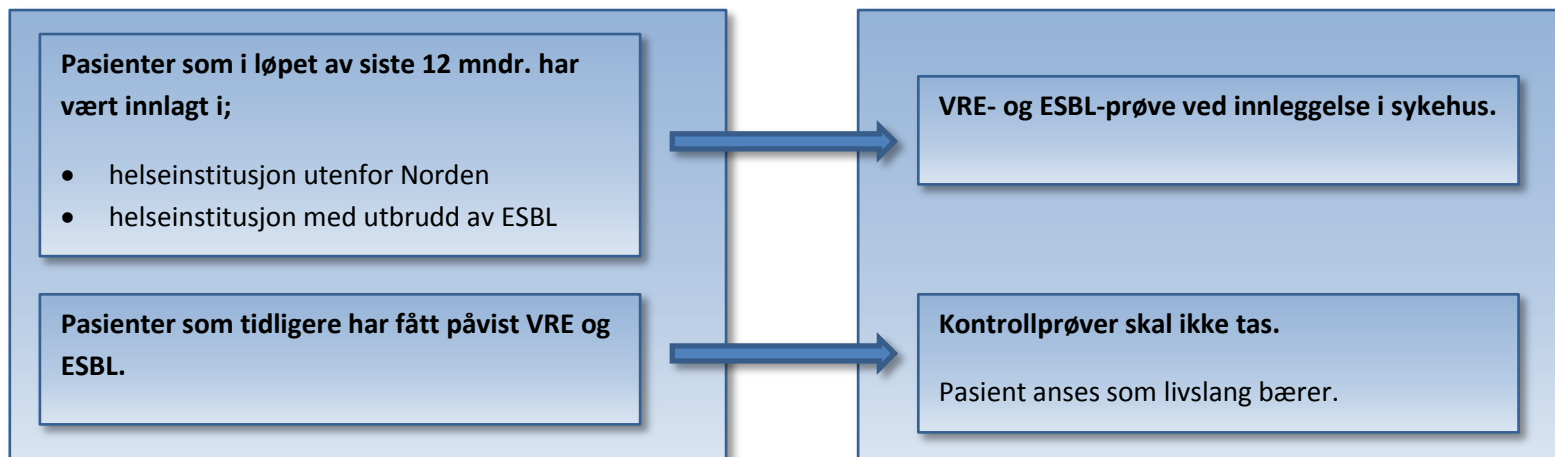 Pasienter som i løpet av siste 12 mndr. har
vært innlagt i;
• helseinstitusjon utenfor Norden
• helseinstitusjon med utbrudd av ESBL
VRE- og ESBL-prøve ved innleggelse i sykehus.
Pasienter som tidligere har fått påvist VRE og
ESBL.
Kontrollprøver skal ikke tas.
Pasient anses som livslang bærer.